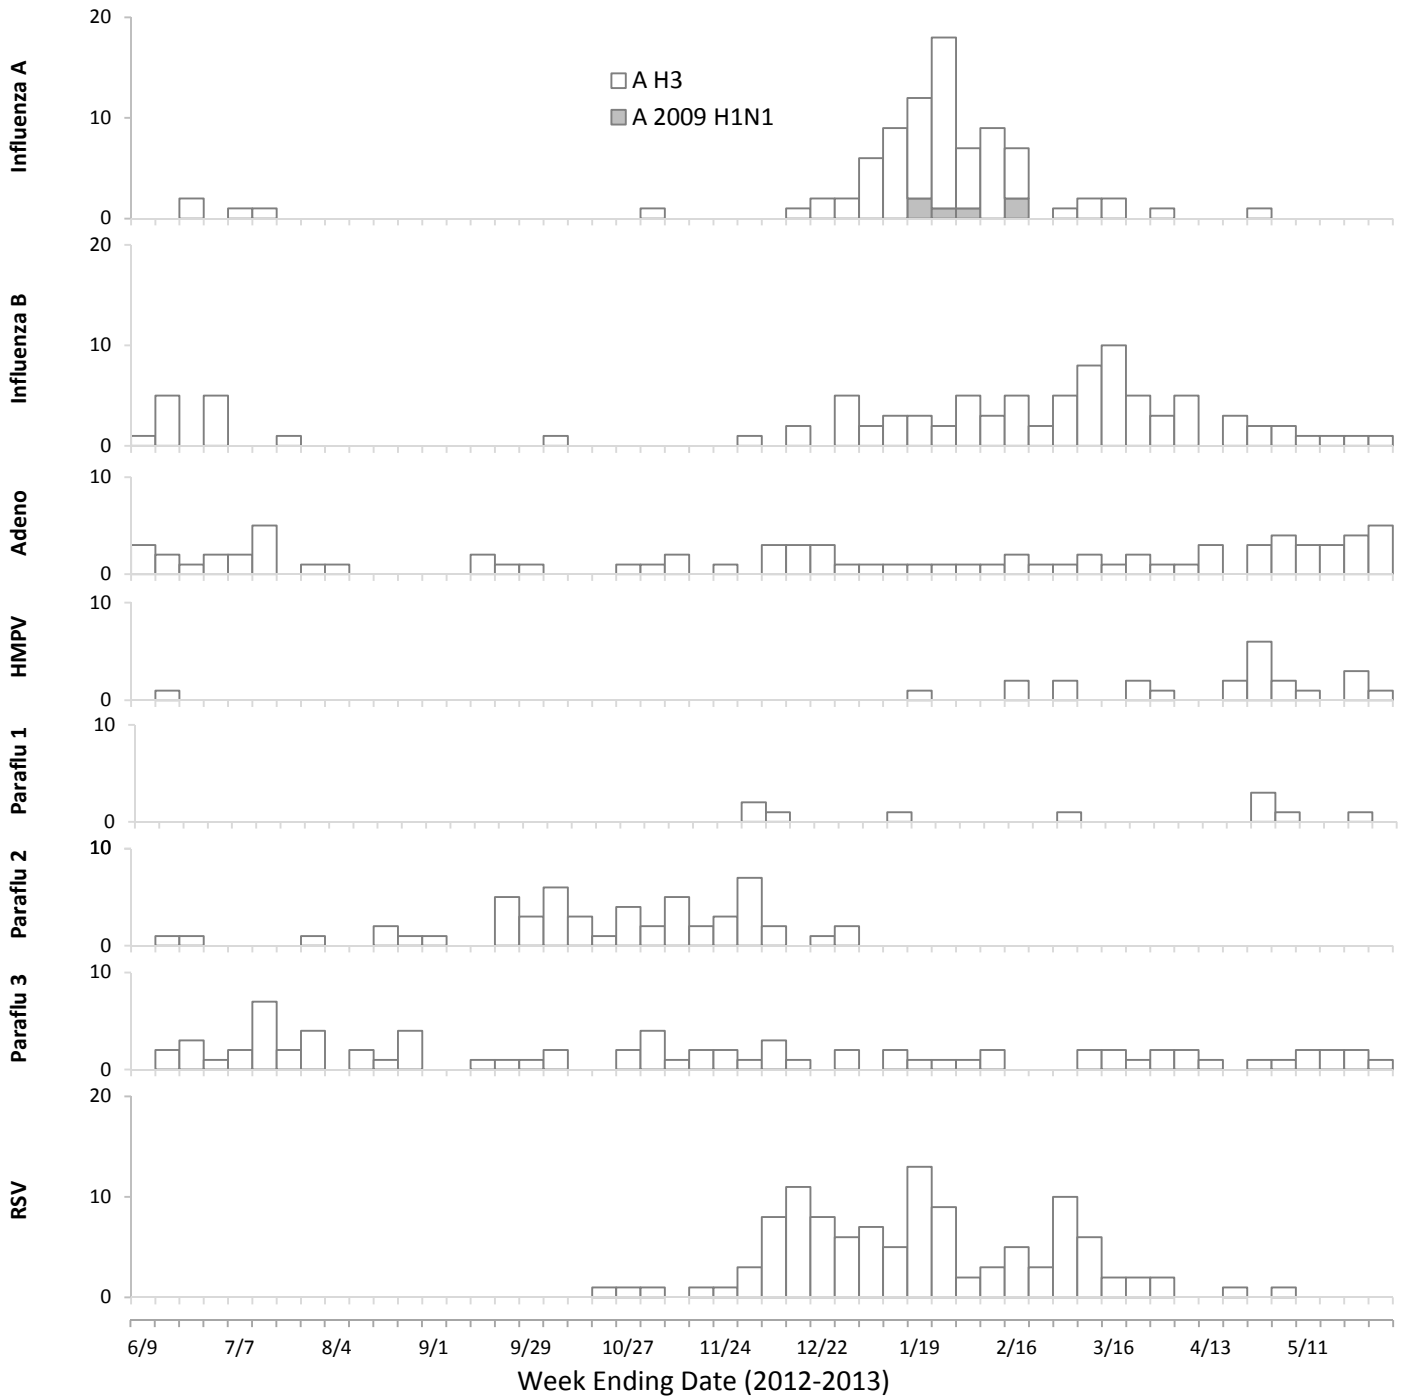 Influenza A
20
10
0
A H3
A 2009 H1N1
Influenza B
20
10
0
Adeno
10
0
HMPV
10
0
Paraflu 1
10
0
Paraflu 2
10
0
Paraflu 3
10
0
RSV
20
10
0
6/9 7/7 8/4 9/1 9/29 10/27 11/24 12/22 1/19 2/16 3/16 4/13 5/11
Week Ending Date (2012-2013)